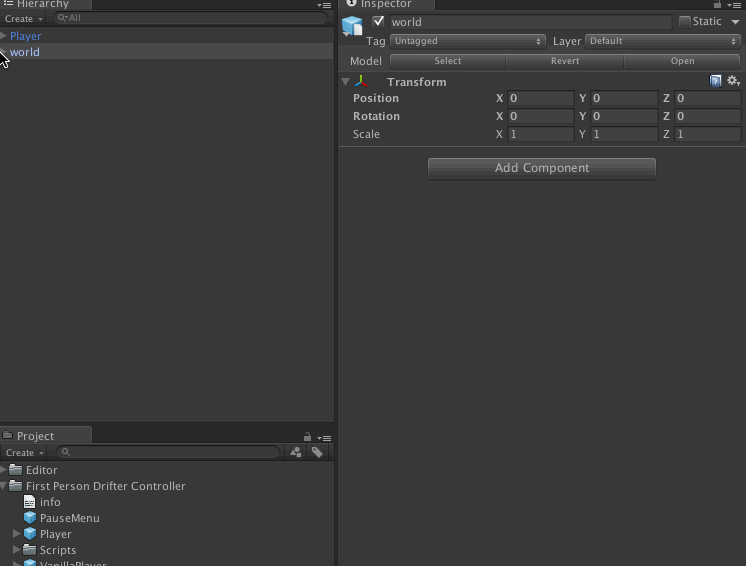 Hierarchy
Create
All
Player
world
Project
Create
Editor
First Person Drifter Controller
info
PauseMenu
Player
Scripts
VanillaPlayer
Inspector
world
Static
Tag Untagged Layer Default
Model Select Revert Open
Transform
Position X 0 Y 0 Z 0
Rotation X 0 Y 0 Z 0
Scale X 1 Y 1 Z 1
Add Component